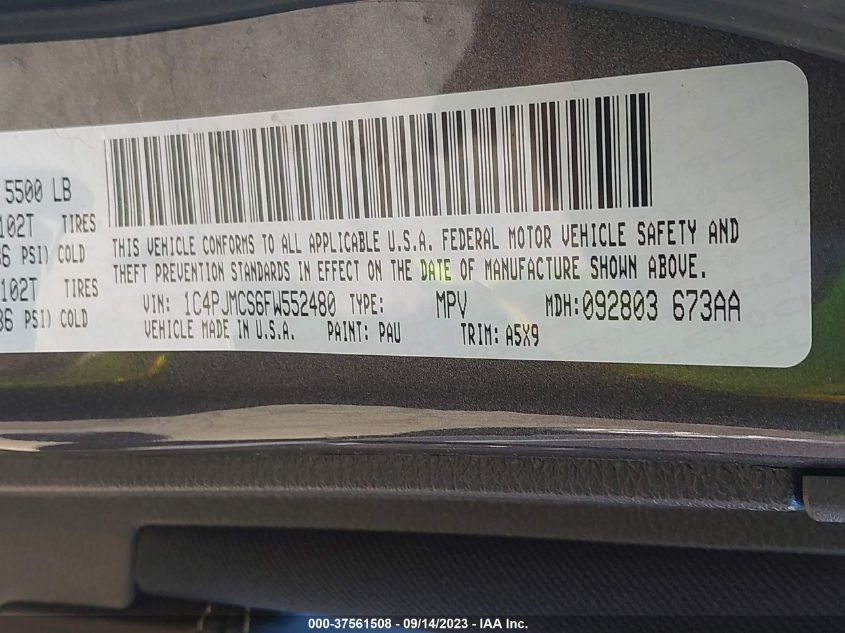 5500 LB
102T TIRES
36 PSI) COLD
102T TIRES
36 PSI) COLD
THIS VEHICLE CONFORMS TO ALL APPLICABLE U.S.A. FEDERAL MOTOR VEHICLE SAFETY AND
THEFT PREVENTION STANDARDS IN EFFECT ON THE DATE OF MANUFACTURE SHOWN ABOVE.
VIN: 1C4PJMCS6FW552480 TYPE: MPV MDH:092803 673AA
VEHICLE MADE IN U.S.A. PAINT: PAU TRIM: A5X9
000-37561508 - 09/14/2023 - IAA Inc.